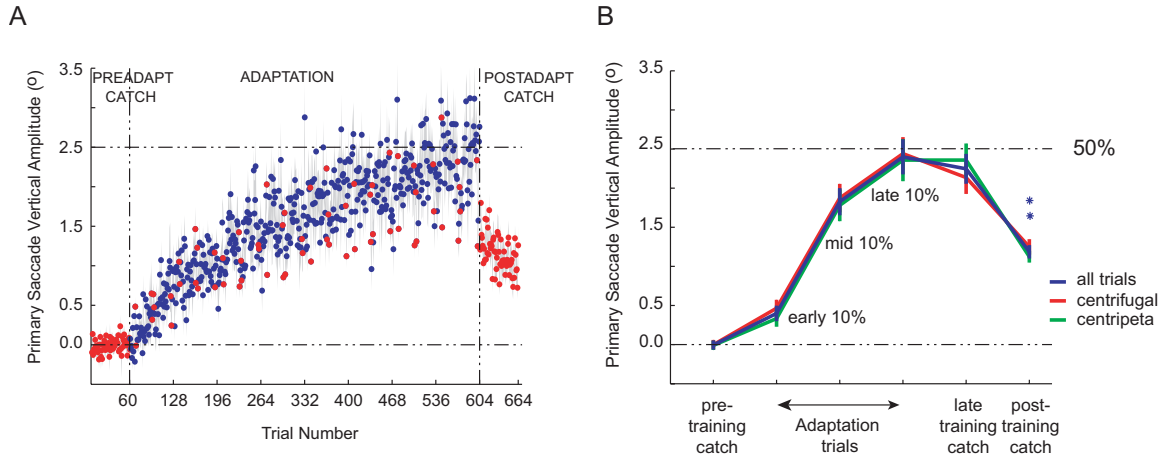 A
Primary Saccade Vertical Amplitude (º)
3.5
2.5
1.5
0.5
0.0
PREADAPT
CATCH
ADAPTATION
POSTADAPT
CATCH
60 128 196 264 332 400 468 536 604 664
Trial Number
B
Primary Saccade Vertical Amplitude (º)
3.5
2.5
1.5
0.5
0.0
50%
early 10%
mid 10%
late 10%
**
all trials
centrifugal
centripeta
pre-
training
catch
Adaptation
trials
late
training
catch
post-
training
catch